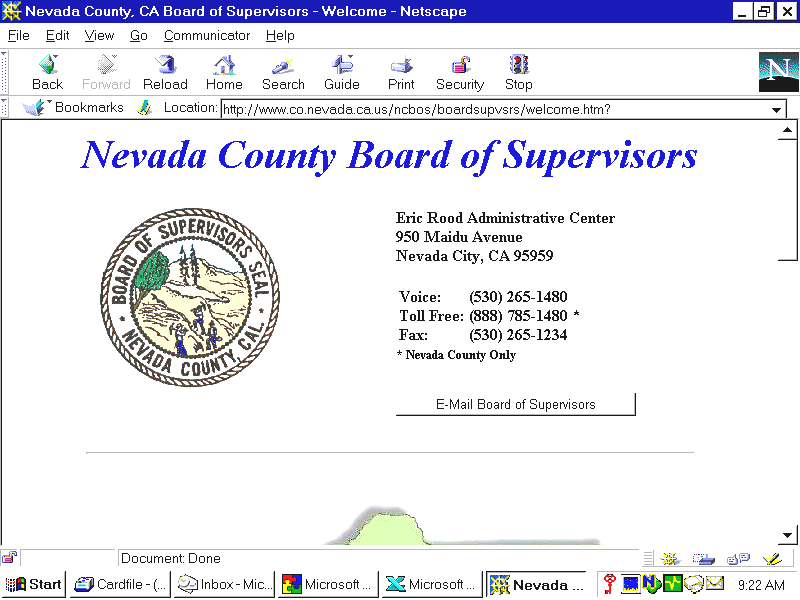 Nevada County, CA Board of Supervisors - Welcome - Netscape
File Edit View Go Communicator Help
Back Forward Reload Home Search Guide Print Security Stop
N
Bookmarks Location: http://www.co.nevada.ca.us/ncbos/boardsupvsrs/welcome.htm?
Nevada County Board of Supervisors
BOARD OF SUPERVISORS SEAL
NEVADA COUNTY, CAL.
Eric Rood Administrative Center
950 Maidu Avenue
Nevada City, CA 95959
Voice: (530) 265-1480
Toll Free: (888) 785-1480 *
Fax: (530) 265-1234
* Nevada County Only
E-Mail Board of Supervisors
Document: Done
Start Cardfile - (... Inbox - Mic... Microsoft ... Microsoft ... Nevada ... 9:22 AM